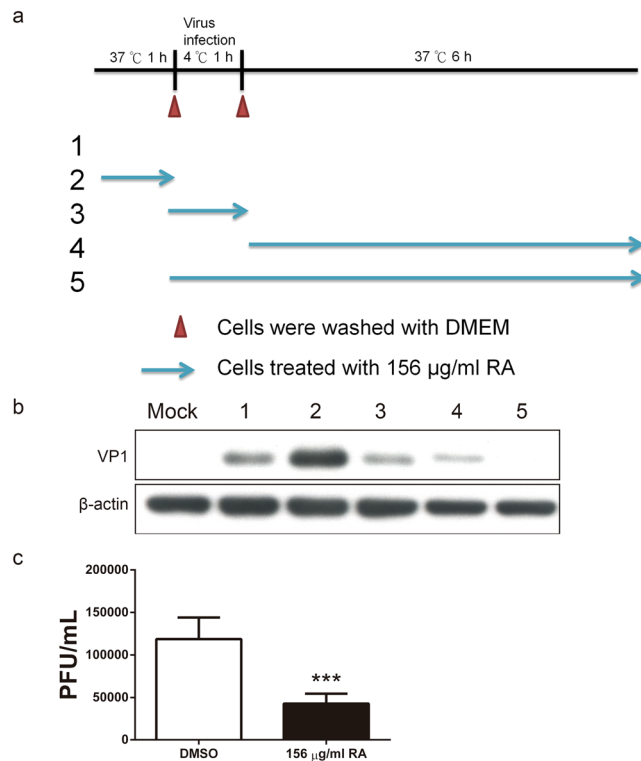 a
Virus
infection
37 ℃ 1 h 4 ℃ 1 h 37 ℃ 6 h
1
2
3
4
5
Cells were washed with DMEM
Cells treated with 156 μg/ml RA
b
Mock 1 2 3 4 5
VP1
β-actin
c
200000
150000
100000
50000
0
PFU/mL
***
DMSO 156 μg/ml RA